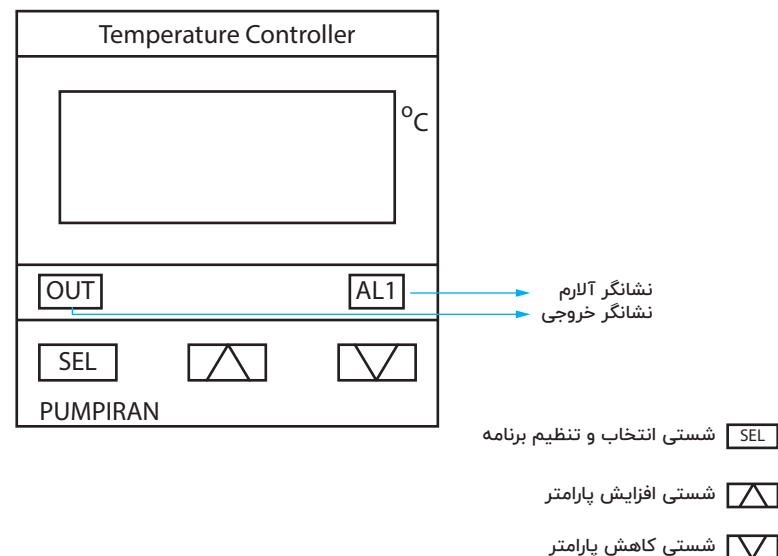 Temperature Controller
°C
OUT
AL1
نشانگر آلارم
نشانگر خروجی
SEL
PUMPIRAN
SEL شستی انتخاب و تنظیم برنامه
شستی افزایش پارامتر
شستی کاهش پارامتر